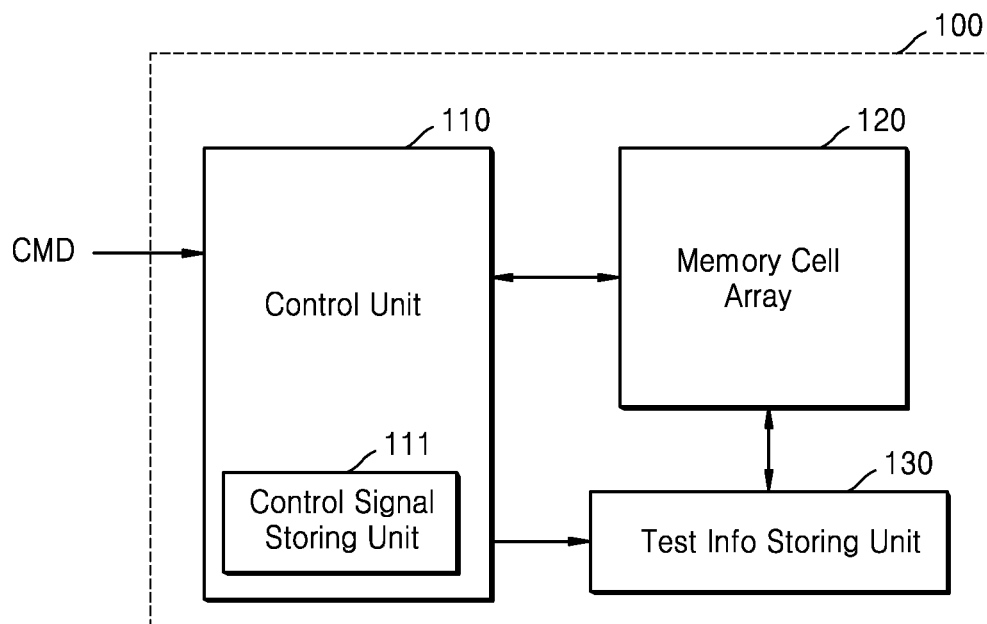 100
110
120
CMD
Control Unit
Memory Cell
Array
111
Control Signal
Storing Unit
130
Test Info Storing Unit